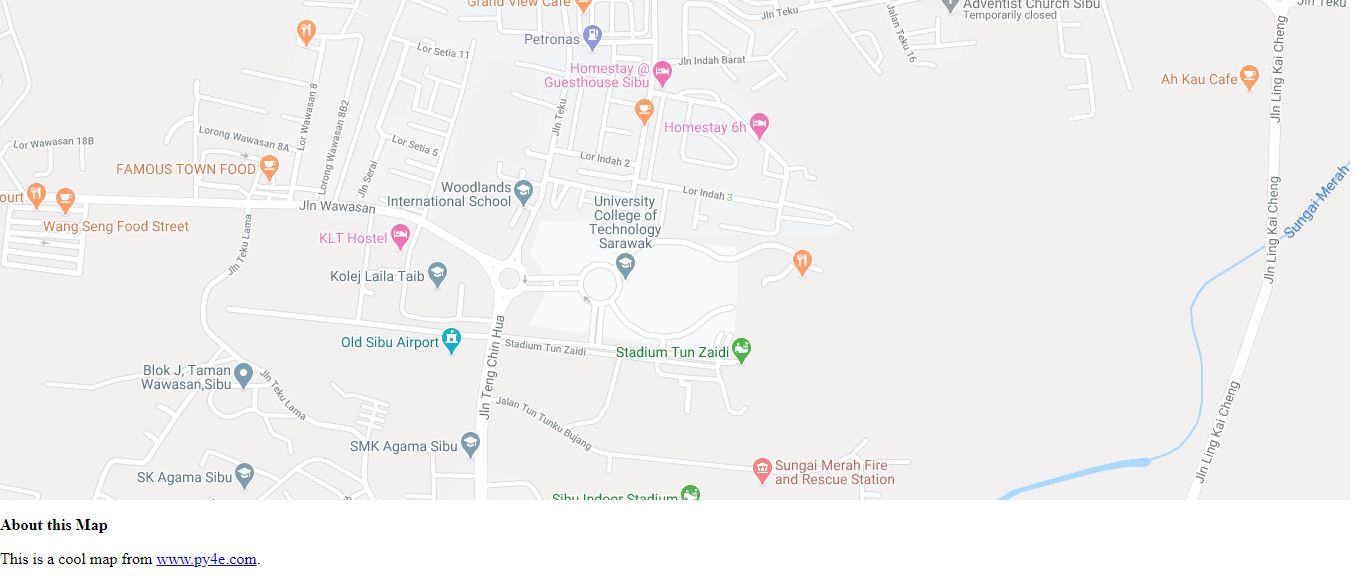 Grand View Cafe
Jln Teku
Adventist Church Sibu
Temporarily closed
Jln Teku
Petronas
Lor Setia 11
Jalan Teku 16
Jln Indah Barat
Homestay @
Guesthouse Sibu
Ah Kau Cafe
Jln Ling Kai Cheng
Lor Wawasan 8
Lorong Wawasan 8B2
Jln Teku
Homestay 6h
Lorong Wawasan 8A
Lor Wawasan 18B
Lor Setia 5
Lor Indah 2
FAMOUS TOWN FOOD
Jln Serai
Woodlands
International School
Lor Indah 3
ourt
Jln Wawasan
University
College of
Technology
Sarawak
Sungai Merah
Jln Ling Kai Cheng
Wang Seng Food Street
KLT Hostel
Jln Teku Lama
Kolej Laila Taib
Old Sibu Airport
Stadium Tun Zaidi
Stadium Tun Zaidi
Jln Teng Chin Hua
Blok J, Taman
Wawasan,Sibu
Jln Teku Lama
Jalan Tun Tunku Bujang
Jln Ling Kai Cheng
SMK Agama Sibu
SK Agama Sibu
Sungai Merah Fire
and Rescue Station
Sibu Indoor Stadium
About this Map
This is a cool map from www.py4e.com.